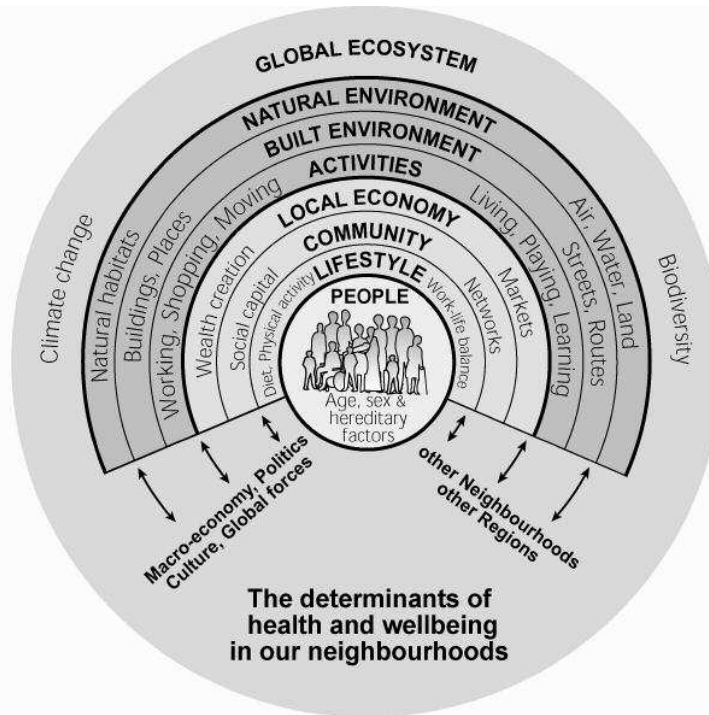 GLOBAL ECOSYSTEM
NATURAL ENVIRONMENT
BUILT ENVIRONMENT
ACTIVITIES
LOCAL ECONOMY
COMMUNITY
LIFESTYLE
PEOPLE
Age, sex &
hereditary
factors
Climate change
Natural habitats
Buildings, Places
Working, Shopping, Moving
Wealth creation
Social capital
Diet, Physical activity
Work-life balance
Networks
Markets
Living, Playing, Learning
Streets, Routes
Air, Water, Land
Biodiversity
Macro-economy, Politics
Culture, Global forces
other Neighbourhoods
other Regions
The determinants of
health and wellbeing
in our neighbourhoods